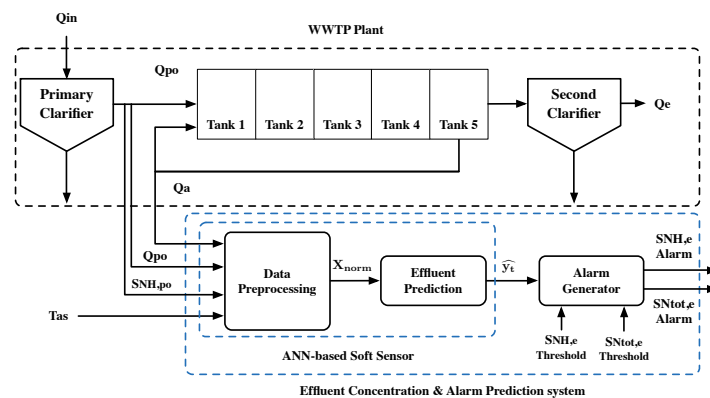 Qin
WWTP Plant
Qpo
Primary
Clarifier
Tank 1
Tank 2
Tank 3
Tank 4
Tank 5
Second
Clarifier
Qe
Qa
Qpo
SNH,po
Tas
Data
Preprocessing
Xnorm
Effluent
Prediction
ŷt
Alarm
Generator
SNH,e
Alarm
SNtot,e
Alarm
SNH,e
Threshold
SNtot,e
Threshold
ANN-based Soft Sensor
Effluent Concentration & Alarm Prediction system